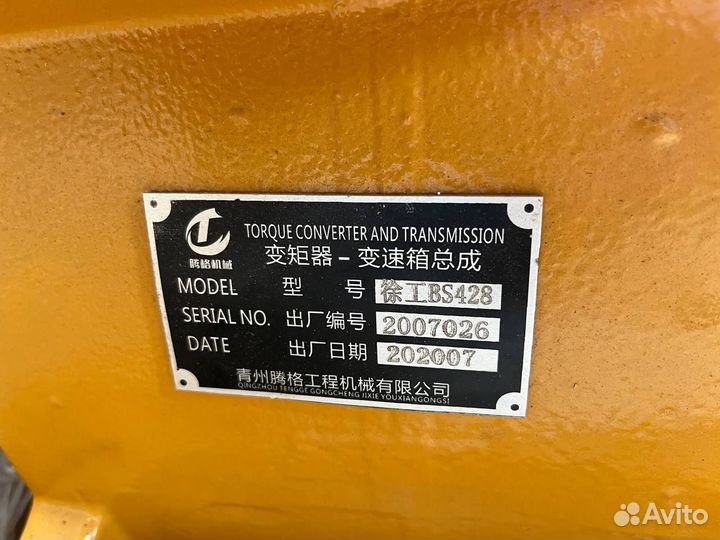 TORQUE CONVERTER AND TRANSMISSION
变矩器-变速箱总成
腾格机械
MODEL 型 号 徐工BS428
SERIAL NO. 出厂编号 2007026
DATE 出厂日期 202007
青州腾格工程机械有限公司
QINGZHOU TENGGE GONGCHENG JIXIE YOUXIANGONGSI
Avito